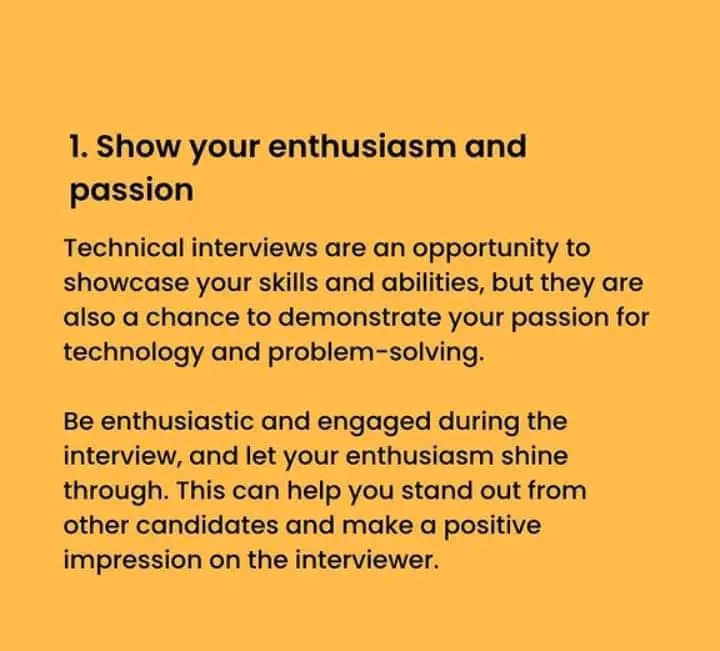 1. Show your enthusiasm and
passion
Technical interviews are an opportunity to
showcase your skills and abilities, but they are
also a chance to demonstrate your passion for
technology and problem-solving.
Be enthusiastic and engaged during the
interview, and let your enthusiasm shine
through. This can help you stand out from
other candidates and make a positive
impression on the interviewer.